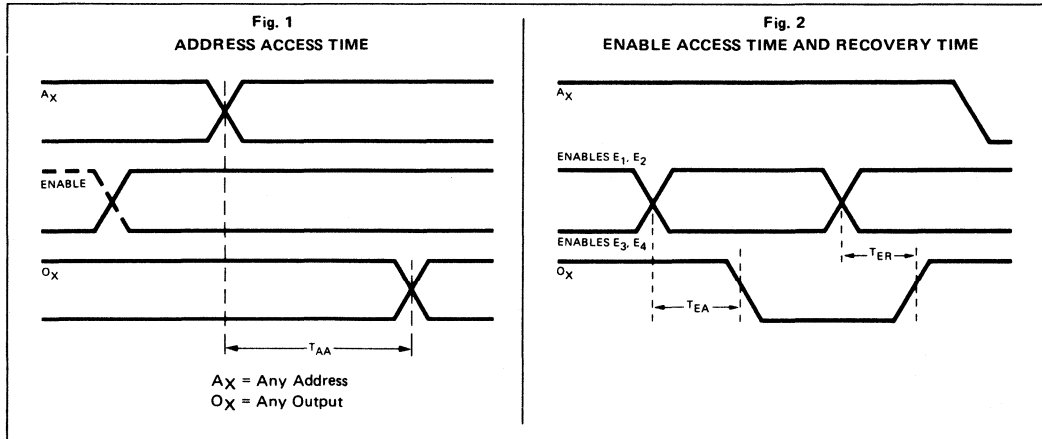 Fig. 1
ADDRESS ACCESS TIME
AX
ENABLE
OX
TAA
AX = Any Address
OX = Any Output
Fig. 2
ENABLE ACCESS TIME AND RECOVERY TIME
AX
ENABLES E1, E2
ENABLES E3, E4
OX
TER
TEA